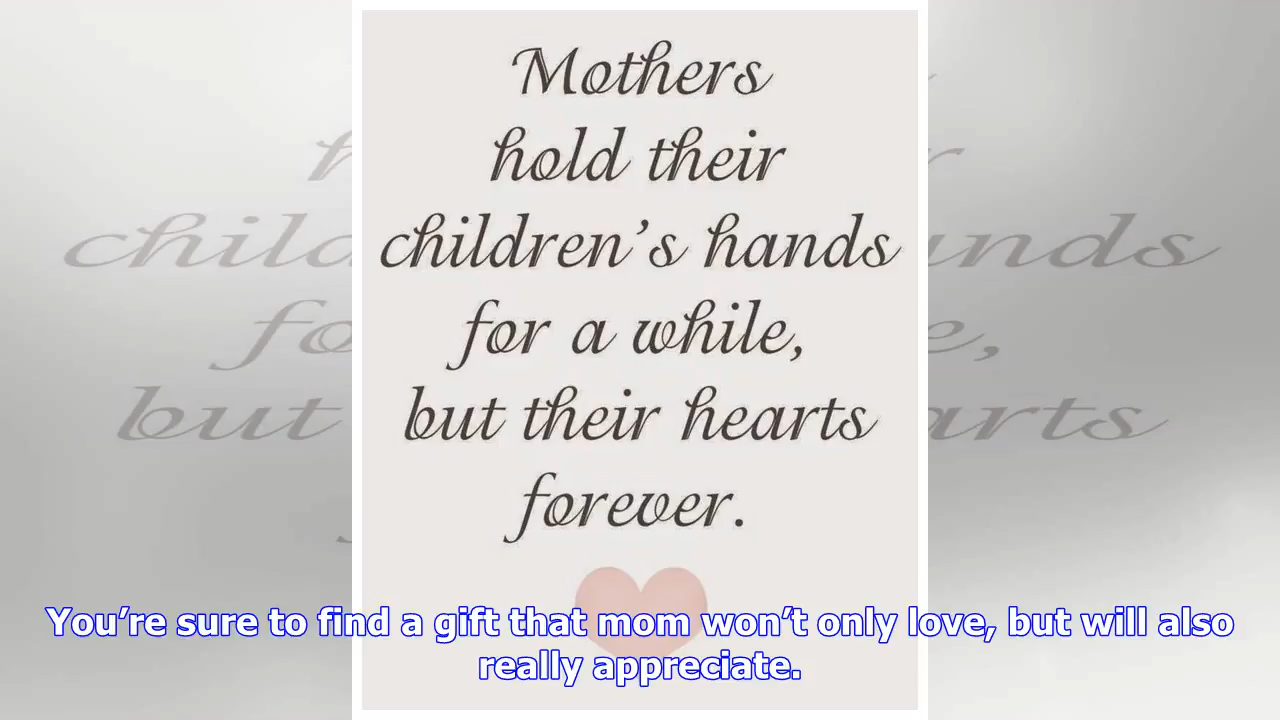 Mothers
hold their
children's hands
for a while,
but their hearts
forever.
You're sure to find a gift that mom won't only love, but will also
really appreciate.